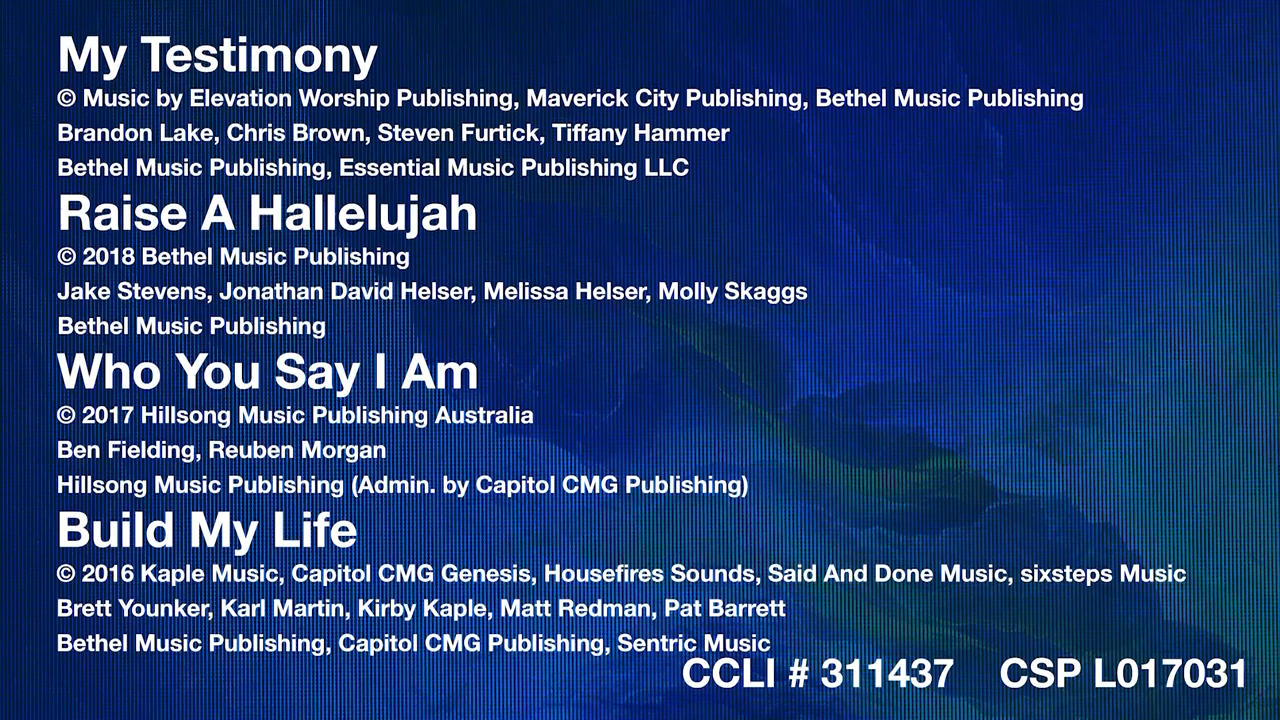 My Testimony
© Music by Elevation Worship Publishing, Maverick City Publishing, Bethel Music Publishing
Brandon Lake, Chris Brown, Steven Furtick, Tiffany Hammer
Bethel Music Publishing, Essential Music Publishing LLC
Raise A Hallelujah
© 2018 Bethel Music Publishing
Jake Stevens, Jonathan David Helser, Melissa Helser, Molly Skaggs
Bethel Music Publishing
Who You Say I Am
© 2017 Hillsong Music Publishing Australia
Ben Fielding, Reuben Morgan
Hillsong Music Publishing (Admin. by Capitol CMG Publishing)
Build My Life
© 2016 Kaple Music, Capitol CMG Genesis, Housefires Sounds, Said And Done Music, sixsteps Music
Brett Younker, Karl Martin, Kirby Kaple, Matt Redman, Pat Barrett
Bethel Music Publishing, Capitol CMG Publishing, Sentric Music
CCLI # 311437 CSP L017031